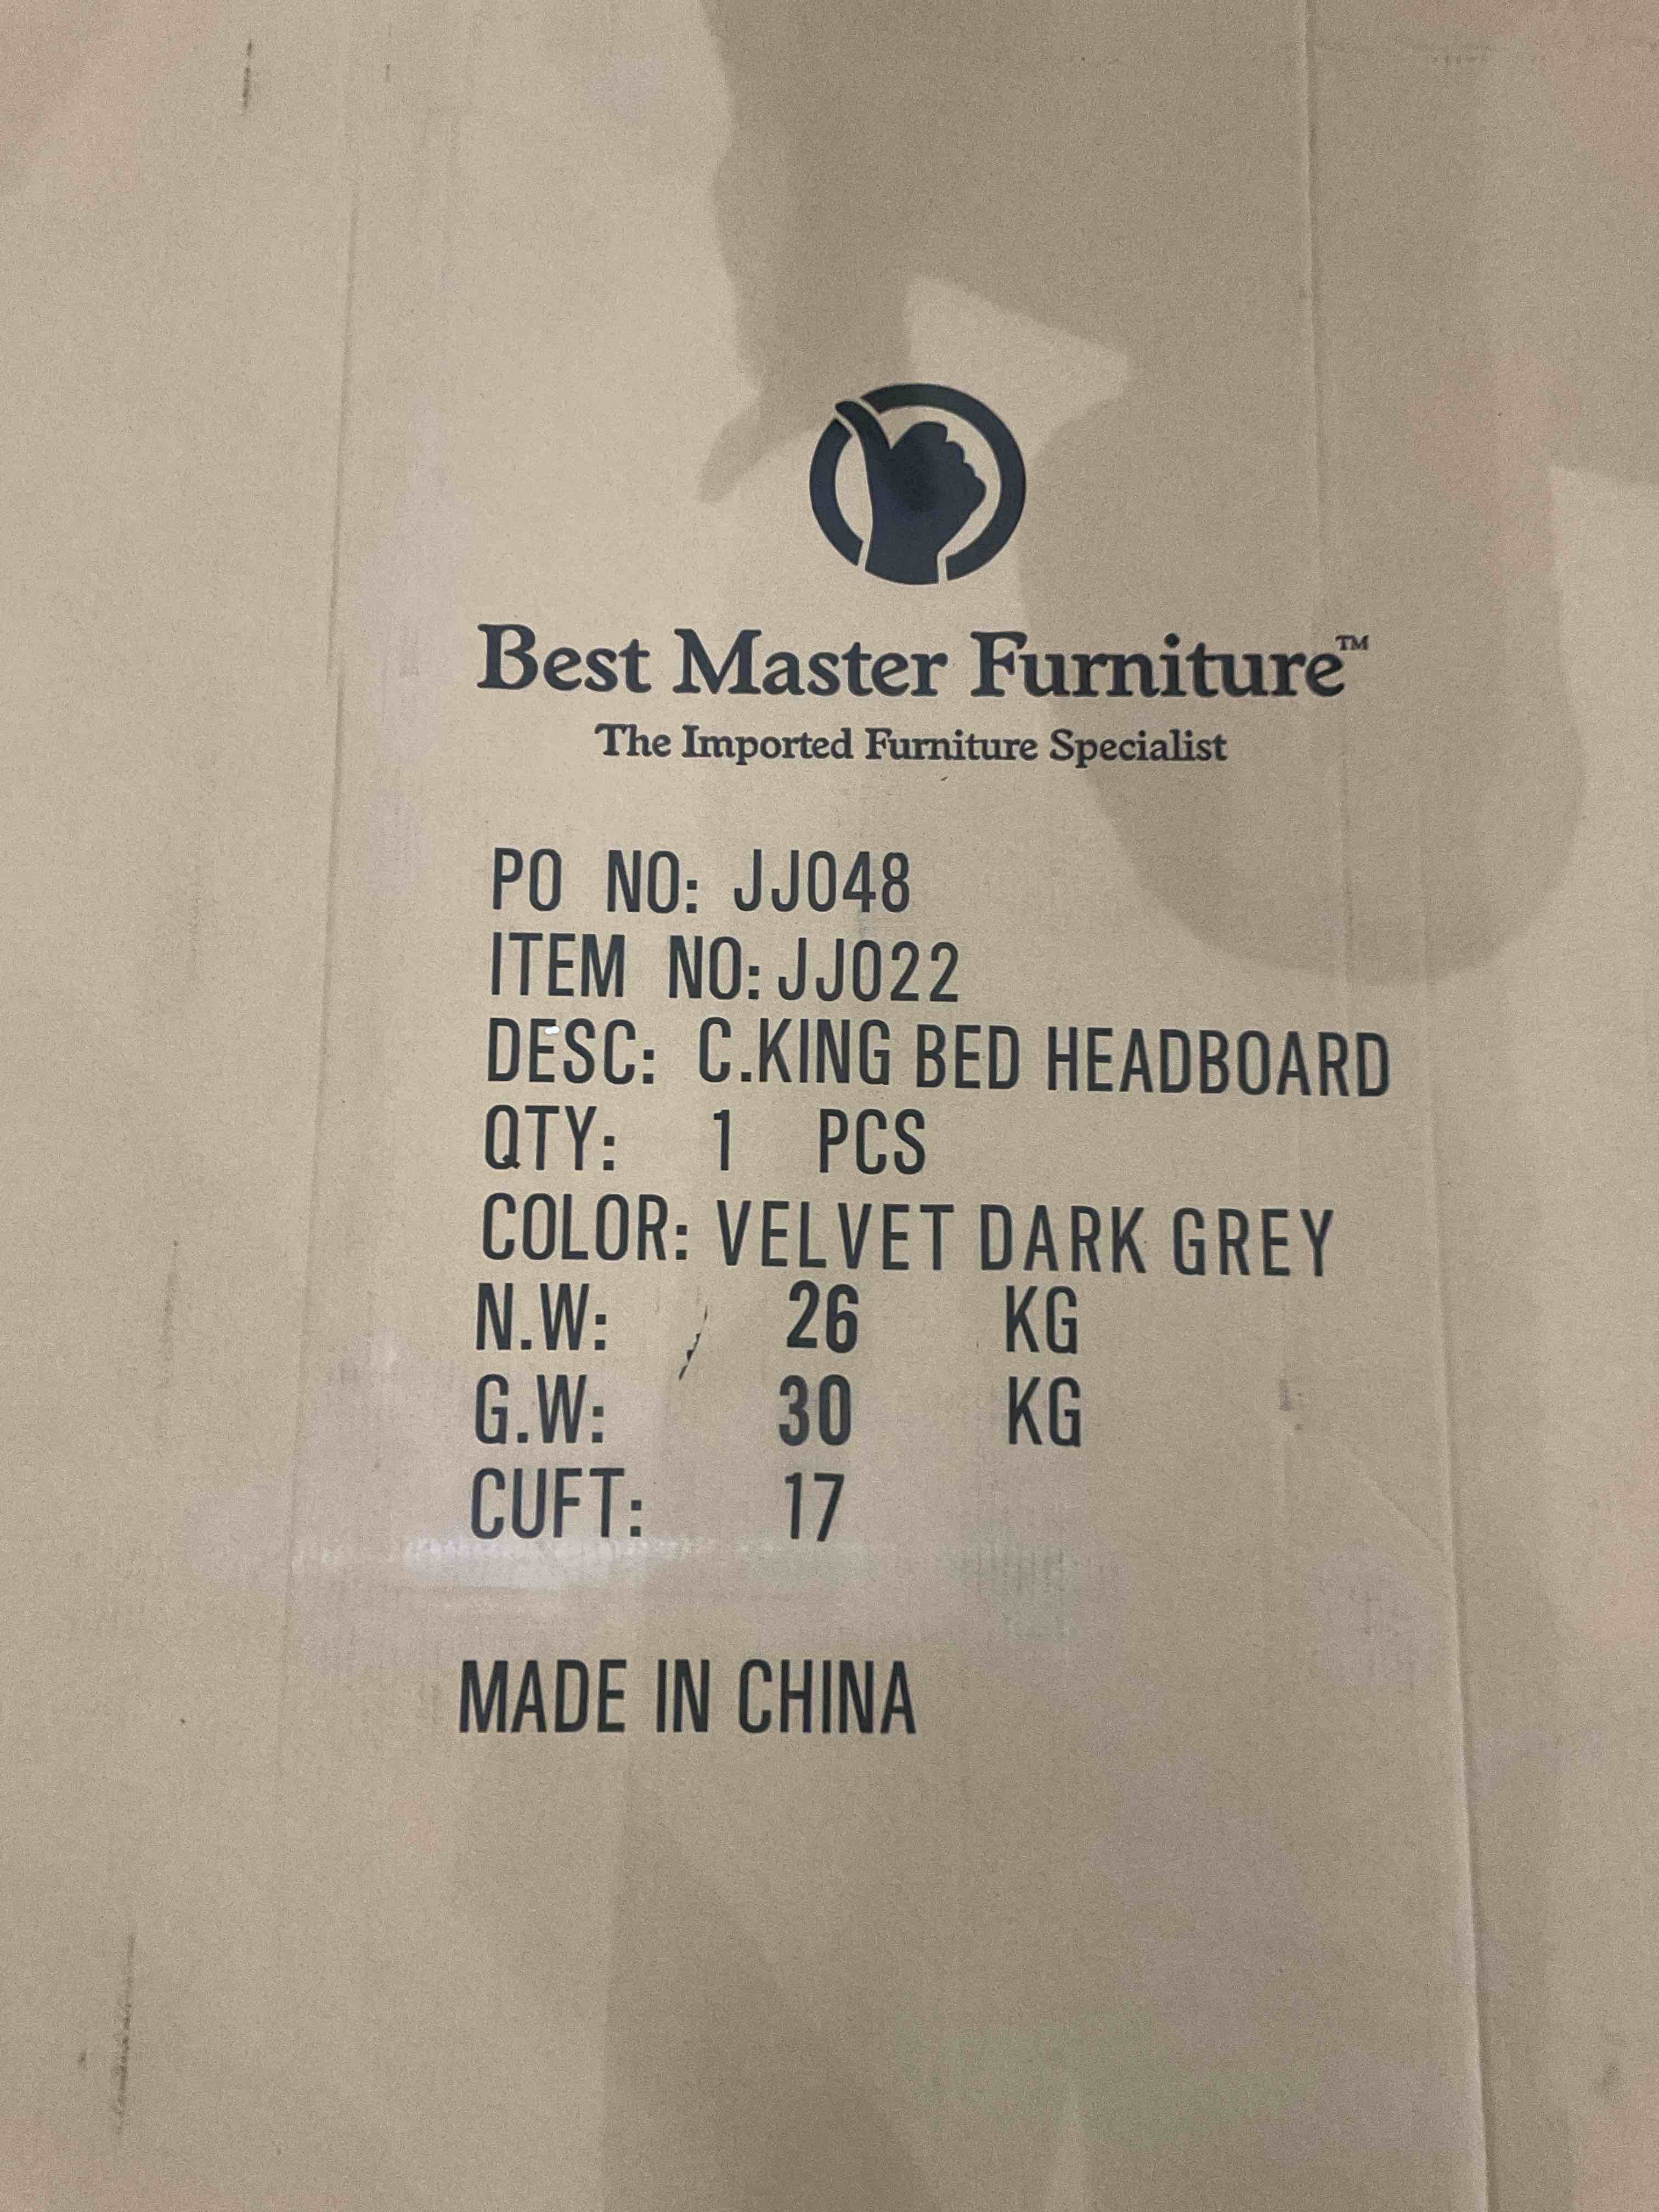 Best Master Furniture™
The Imported Furniture Specialist
PO NO: JJ048
ITEM NO: JJ022
DESC: C.KING BED HEADBOARD
QTY: 1 PCS
COLOR: VELVET DARK GREY
N.W: 26 KG
G.W: 30 KG
CUFT: 17
MADE IN CHINA